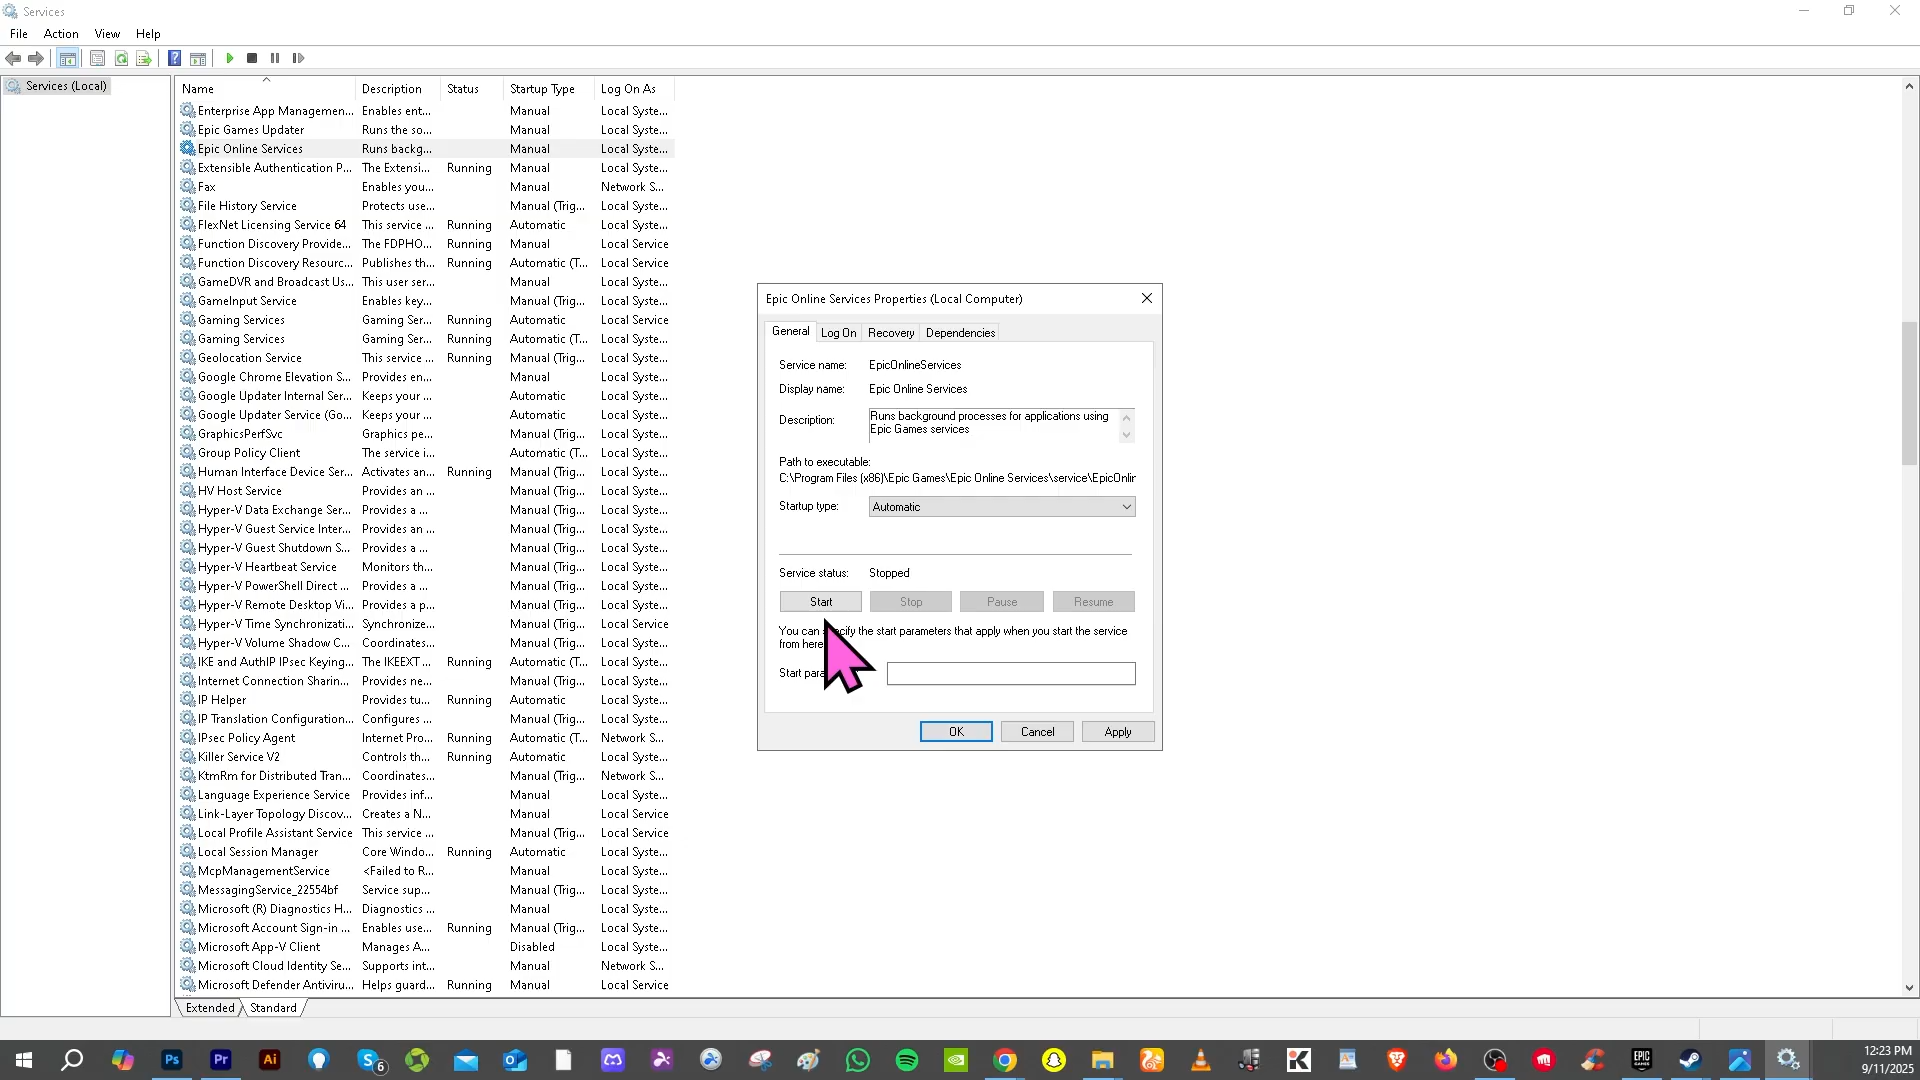 Services
File Action View Help
Services (Local)
Name Description Status Startup Type Log On As
Enterprise App Managemen... Enables ent... Manual Local Syste...
Epic Games Updater Runs the so... Manual Local Syste...
Epic Online Services Runs backg... Manual Local Syste...
Extensible Authentication P... The Extensi... Running Manual Local Syste...
Fax Enables you... Manual Network S...
File History Service Protects use... Manual (Trig... Local Syste...
FlexNet Licensing Service 64 This service ... Running Automatic Local Syste...
Function Discovery Provide... The FDPHO... Running Manual Local Service
Function Discovery Resourc... Publishes th... Running Automatic (T... Local Service
GameDVR and Broadcast Us... This user ser... Manual Local Syste...
GameInput Service Enables key... Manual (Trig... Local Syste...
Gaming Services Gaming Ser... Running Automatic Local Service
Gaming Services Gaming Ser... Running Automatic (T... Local Syste...
Geolocation Service This service ... Running Manual (Trig... Local Syste...
Google Chrome Elevation S... Provides en... Manual Local Syste...
Google Updater Internal Ser... Keeps your ... Automatic Local Syste...
Google Updater Service (Go... Keeps your ... Automatic Local Syste...
GraphicsPerfSvc Graphics pe... Manual (Trig... Local Syste...
Group Policy Client The service i... Automatic (T... Local Syste...
Human Interface Device Ser... Activates an... Running Manual (Trig... Local Syste...
HV Host Service Provides an ... Manual (Trig... Local Syste...
Hyper-V Data Exchange Ser... Provides a ... Manual (Trig... Local Syste...
Hyper-V Guest Service Inter... Provides an ... Manual (Trig... Local Syste...
Hyper-V Guest Shutdown S... Provides a ... Manual (Trig... Local Syste...
Hyper-V Heartbeat Service Monitors th... Manual (Trig... Local Syste...
Hyper-V PowerShell Direct ... Provides a ... Manual (Trig... Local Syste...
Hyper-V Remote Desktop Vi... Provides a p... Manual (Trig... Local Syste...
Hyper-V Time Synchronizati... Synchronize... Manual (Trig... Local Service
Hyper-V Volume Shadow C... Coordinates... Manual (Trig... Local Syste...
IKE and AuthIP IPsec Keying... The IKEEXT ... Running Automatic (T... Local Syste...
Internet Connection Sharin... Provides ne... Manual (Trig... Local Syste...
IP Helper Provides tu... Running Automatic Local Syste...
IP Translation Configuration... Configures ... Manual (Trig... Local Syste...
IPsec Policy Agent Internet Pro... Running Automatic (T... Network S...
Killer Service V2 Controls th... Running Automatic Local Syste...
KtmRm for Distributed Tran... Coordinates... Manual (Trig... Network S...
Language Experience Service Provides inf... Manual Local Syste...
Link-Layer Topology Discov... Creates a N... Manual Local Service
Local Profile Assistant Service This service ... Manual (Trig... Local Service
Local Session Manager Core Windo... Running Automatic Local Syste...
McpManagementService <Failed to R... Manual Local Syste...
MessagingService_22554bf Service sup... Manual (Trig... Local Syste...
Microsoft (R) Diagnostics H... Diagnostics ... Manual Local Syste...
Microsoft Account Sign-in ... Enables use... Running Manual (Trig... Local Syste...
Microsoft App-V Client Manages A... Disabled Local Syste...
Microsoft Cloud Identity Se... Supports int... Manual Network S...
Microsoft Defender Antiviru... Helps guard... Running Manual Local Service
Extended Standard
Epic Online Services Properties (Local Computer)
General Log On Recovery Dependencies
Service name: EpicOnlineServices
Display name: Epic Online Services
Description: Runs background processes for applications using
Epic Games services
Path to executable:
C:\Program Files (x86)\Epic Games\Epic Online Services\service\EpicOnlin
Startup type: Automatic
Service status: Stopped
Start Stop Pause Resume
You can the start parameters that apply when you start the service
from here
Start
OK Cancel Apply
Ps Pr Ai 6 K EPIC GAMES
12:23 PM
9/11/2025